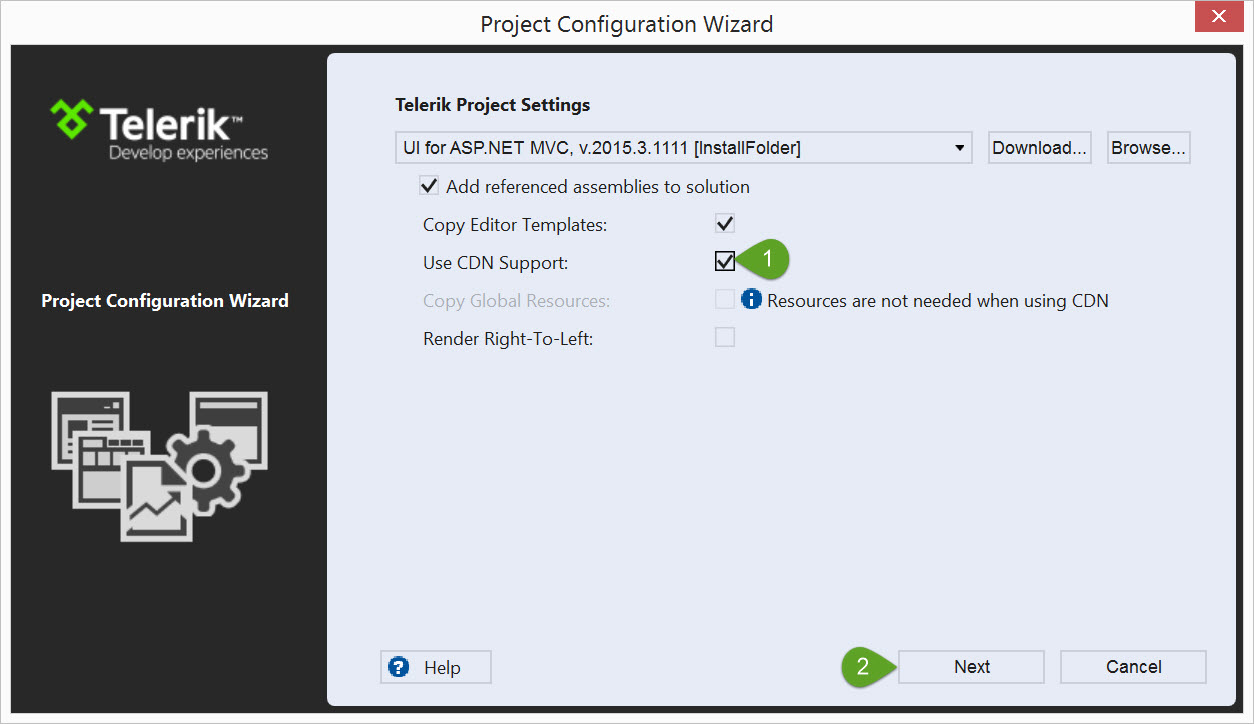 Project Configuration Wizard
Telerik™
Develop experiences
Project Configuration Wizard
Telerik Project Settings
UI for ASP.NET MVC, v.2015.3.1111 [InstallFolder]
Download...
Browse...
Add referenced assemblies to solution
Copy Editor Templates:
Use CDN Support:
1
Copy Global Resources:
Resources are not needed when using CDN
Render Right-To-Left:
? Help
2
Next
Cancel